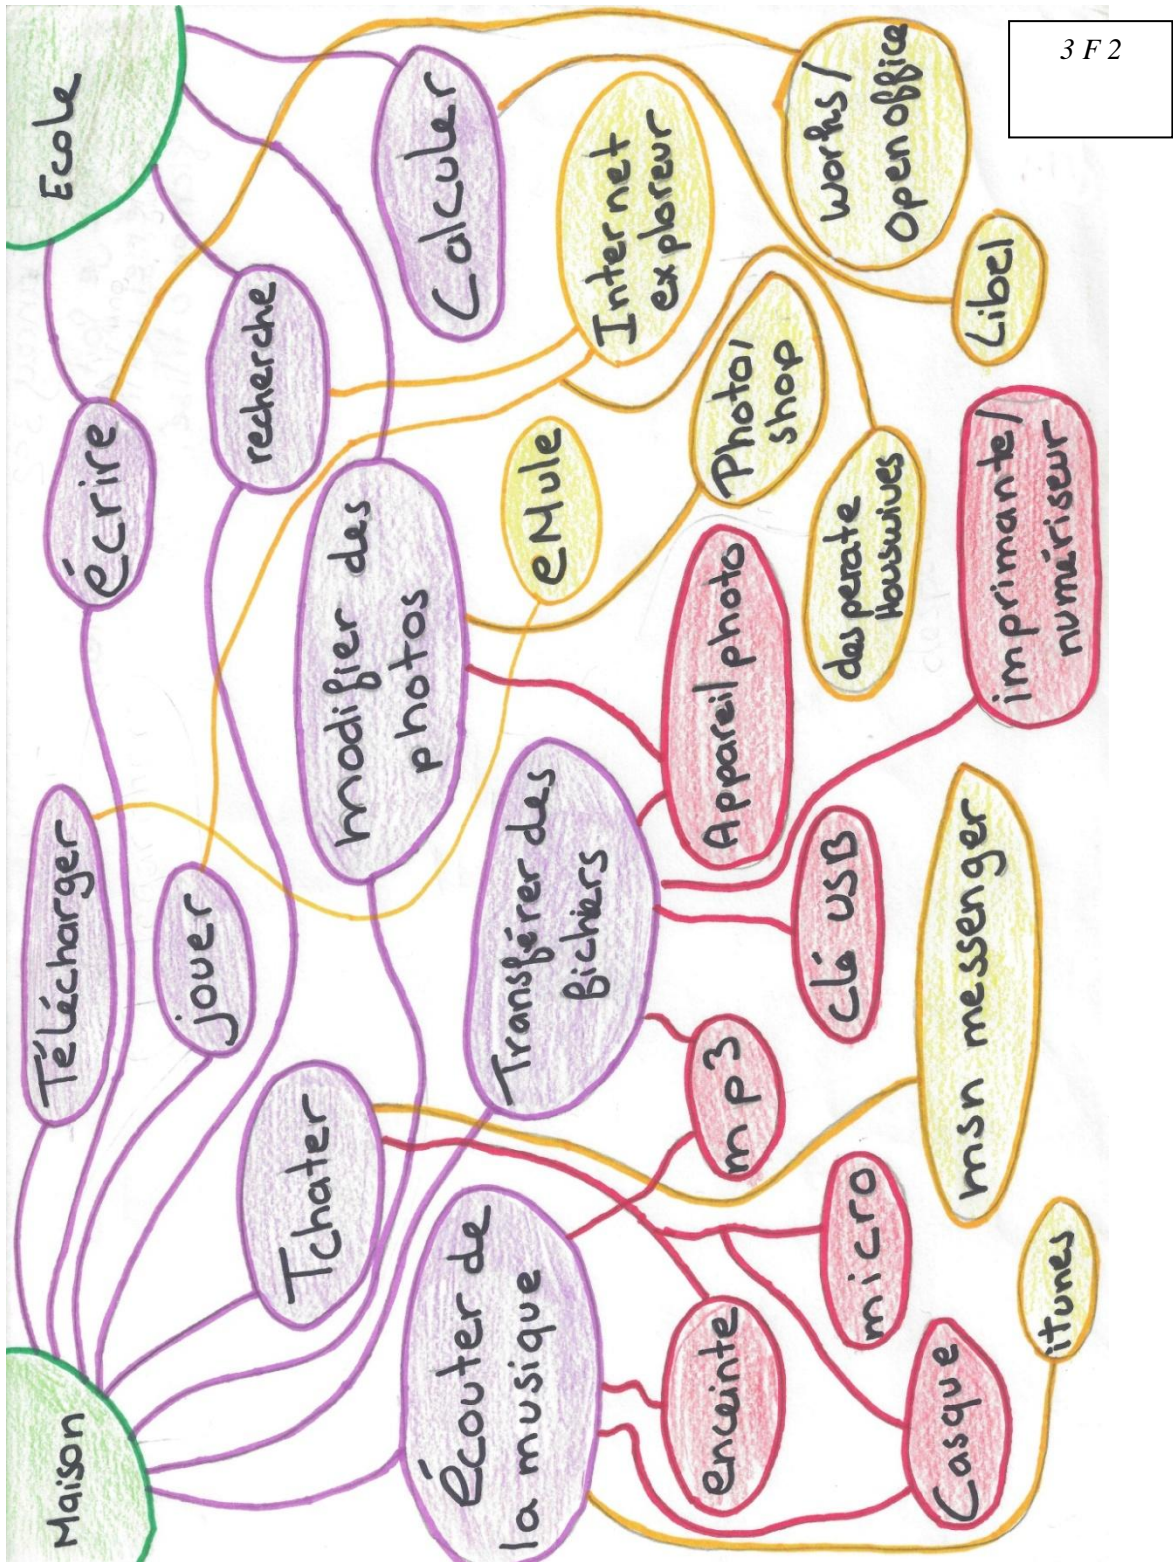 3 F 2
Maison
Ecole
Télécharger
écrire
jouer
recherche
Tchater
modifier des
photos
Calculer
Écouter de
la musique
Transférer des
fichiers
eMule
Internet
exploreur
enceinte
mp3
Appareil photo
Photo/
shop
micro
clé USB
desperate
Houswives
works/
Open office
Casque
msn messenger
imprimante/
numériseur
Libel
itunes